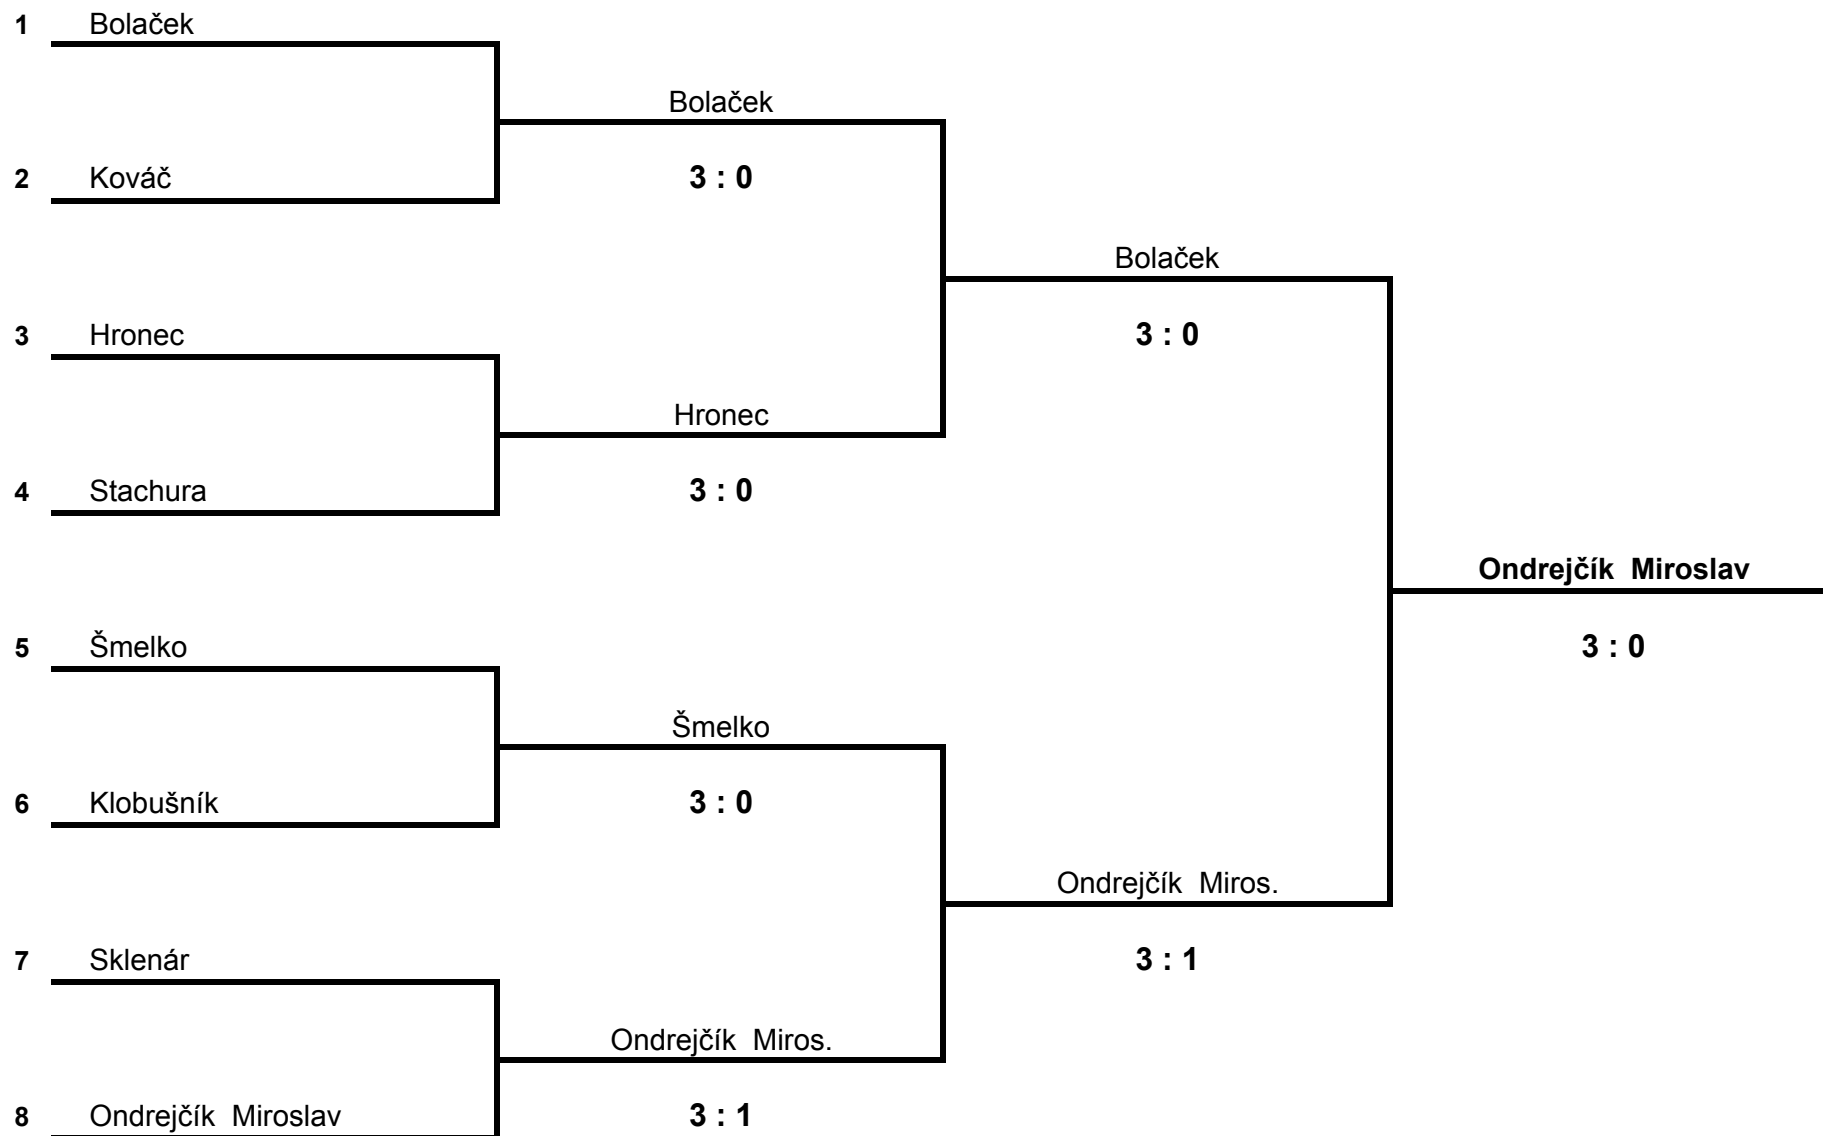 1 Bolaček
Bolaček
2 Kováč 3 : 0
Bolaček
3 Hronec 3 : 0
Hronec
4 Stachura 3 : 0
Ondrejčík Miroslav
5 Šmelko 3 : 0
Šmelko
6 Klobušník 3 : 0
Ondrejčík Miros.
7 Sklenár 3 : 1
Ondrejčík Miros.
8 Ondrejčík Miroslav 3 : 1